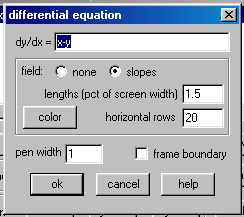 differential equation
dy/dx = x-y
field: none slopes
lengths (pct of screen width) 1.5
color horizontal rows 20
pen width 1 frame boundary
ok cancel help